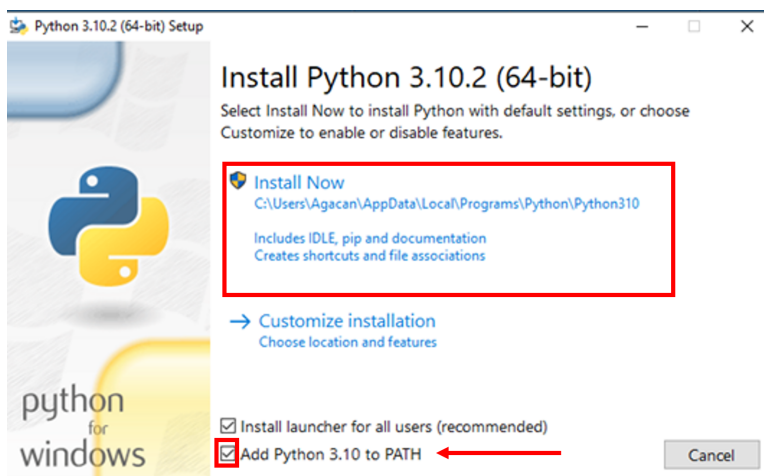 Python 3.10.2 (64-bit) Setup
Install Python 3.10.2 (64-bit)
Select Install Now to install Python with default settings, or choose
Customize to enable or disable features.
Install Now
C:\Users\Agacan\AppData\Local\Programs\Python\Python310
Includes IDLE, pip and documentation
Creates shortcuts and file associations
Customize installation
Choose location and features
python
for
windows
Install launcher for all users (recommended)
Add Python 3.10 to PATH
Cancel